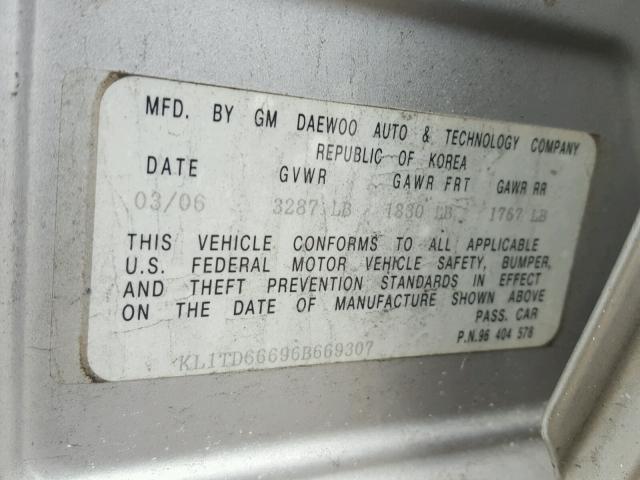 MFD. BY GM DAEWOO AUTO & TECHNOLOGY COMPANY
REPUBLIC OF KOREA
DATE GVWR GAWR FRT GAWR RR
03/06 3287 LB 1830 LB 1767 LB
THIS VEHICLE CONFORMS TO ALL APPLICABLE
U.S. FEDERAL MOTOR VEHICLE SAFETY, BUMPER,
AND THEFT PREVENTION STANDARDS IN EFFECT
ON THE DATE OF MANUFACTURE SHOWN ABOVE
PASS. CAR
P.N.96 404 578
KL1TD66696B669307